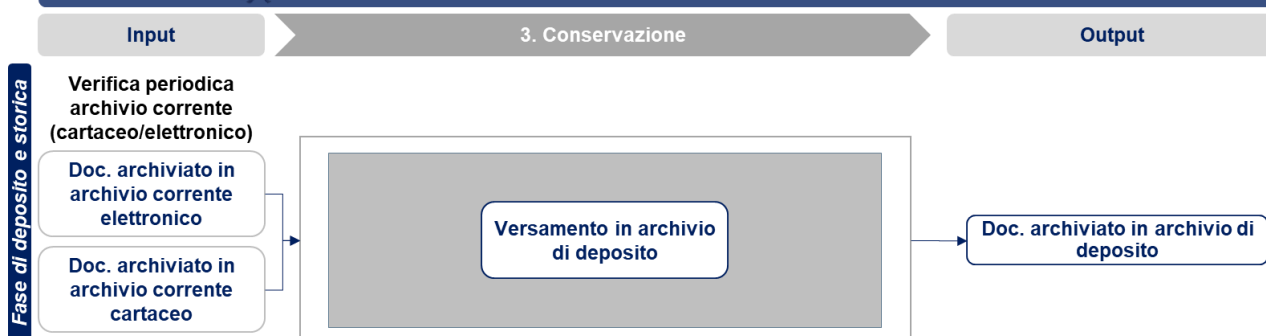 Input
3. Conservazione
Output
Fase di deposito e storica
Verifica periodica
archivio corrente
(cartaceo/elettronico)
Doc. archiviato in
archivio corrente
elettronico
Doc. archiviato in
archivio corrente
cartaceo
Versamento in archivio
di deposito
Doc. archiviato in archivio di
deposito